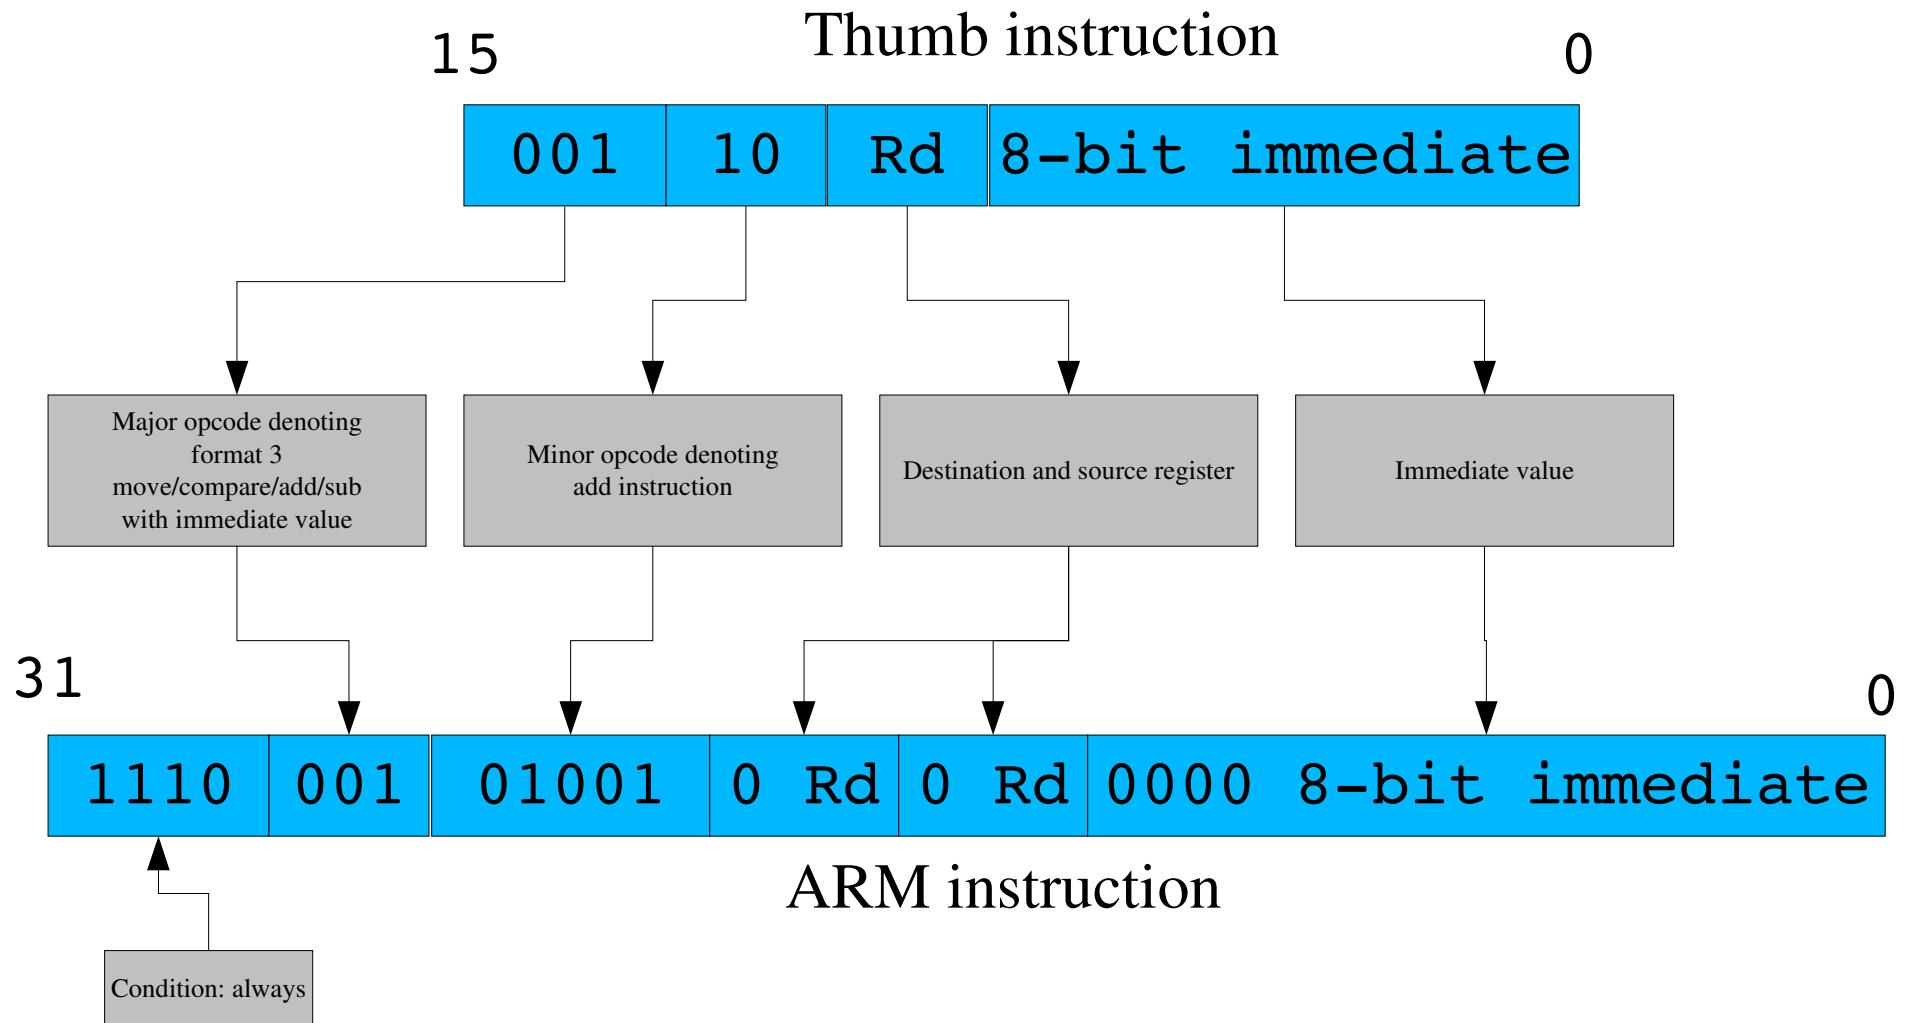 Thumb instruction
15
0
001 10 Rd 8-bit immediate
Major opcode denoting
format 3
move/compare/add/sub
with immediate value
Minor opcode denoting
add instruction
Destination and source register
Immediate value
31
0
1110 001 01001 0 Rd 0 Rd 0000 8-bit immediate
ARM instruction
Condition: always